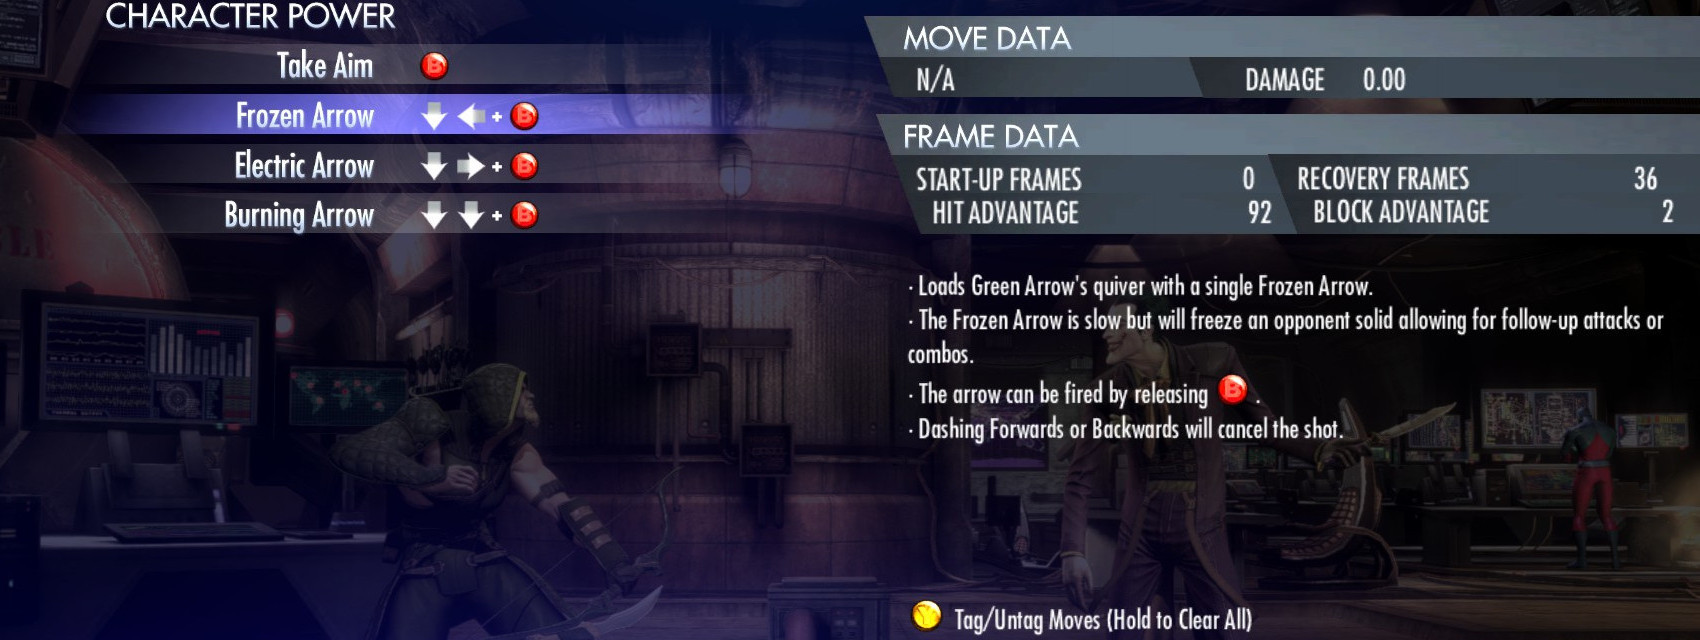 CHARACTER POWER
Take Aim B
Frozen Arrow + B
Electric Arrow + B
Burning Arrow + B
MOVE DATA
N/A DAMAGE 0.00
FRAME DATA
START-UP FRAMES 0 RECOVERY FRAMES 36
HIT ADVANTAGE 92 BLOCK ADVANTAGE 2
· Loads Green Arrow's quiver with a single Frozen Arrow.
· The Frozen Arrow is slow but will freeze an opponent solid allowing for follow-up attacks or
combos.
· The arrow can be fired by releasing B .
· Dashing Forwards or Backwards will cancel the shot.
Y Tag/Untag Moves (Hold to Clear All)